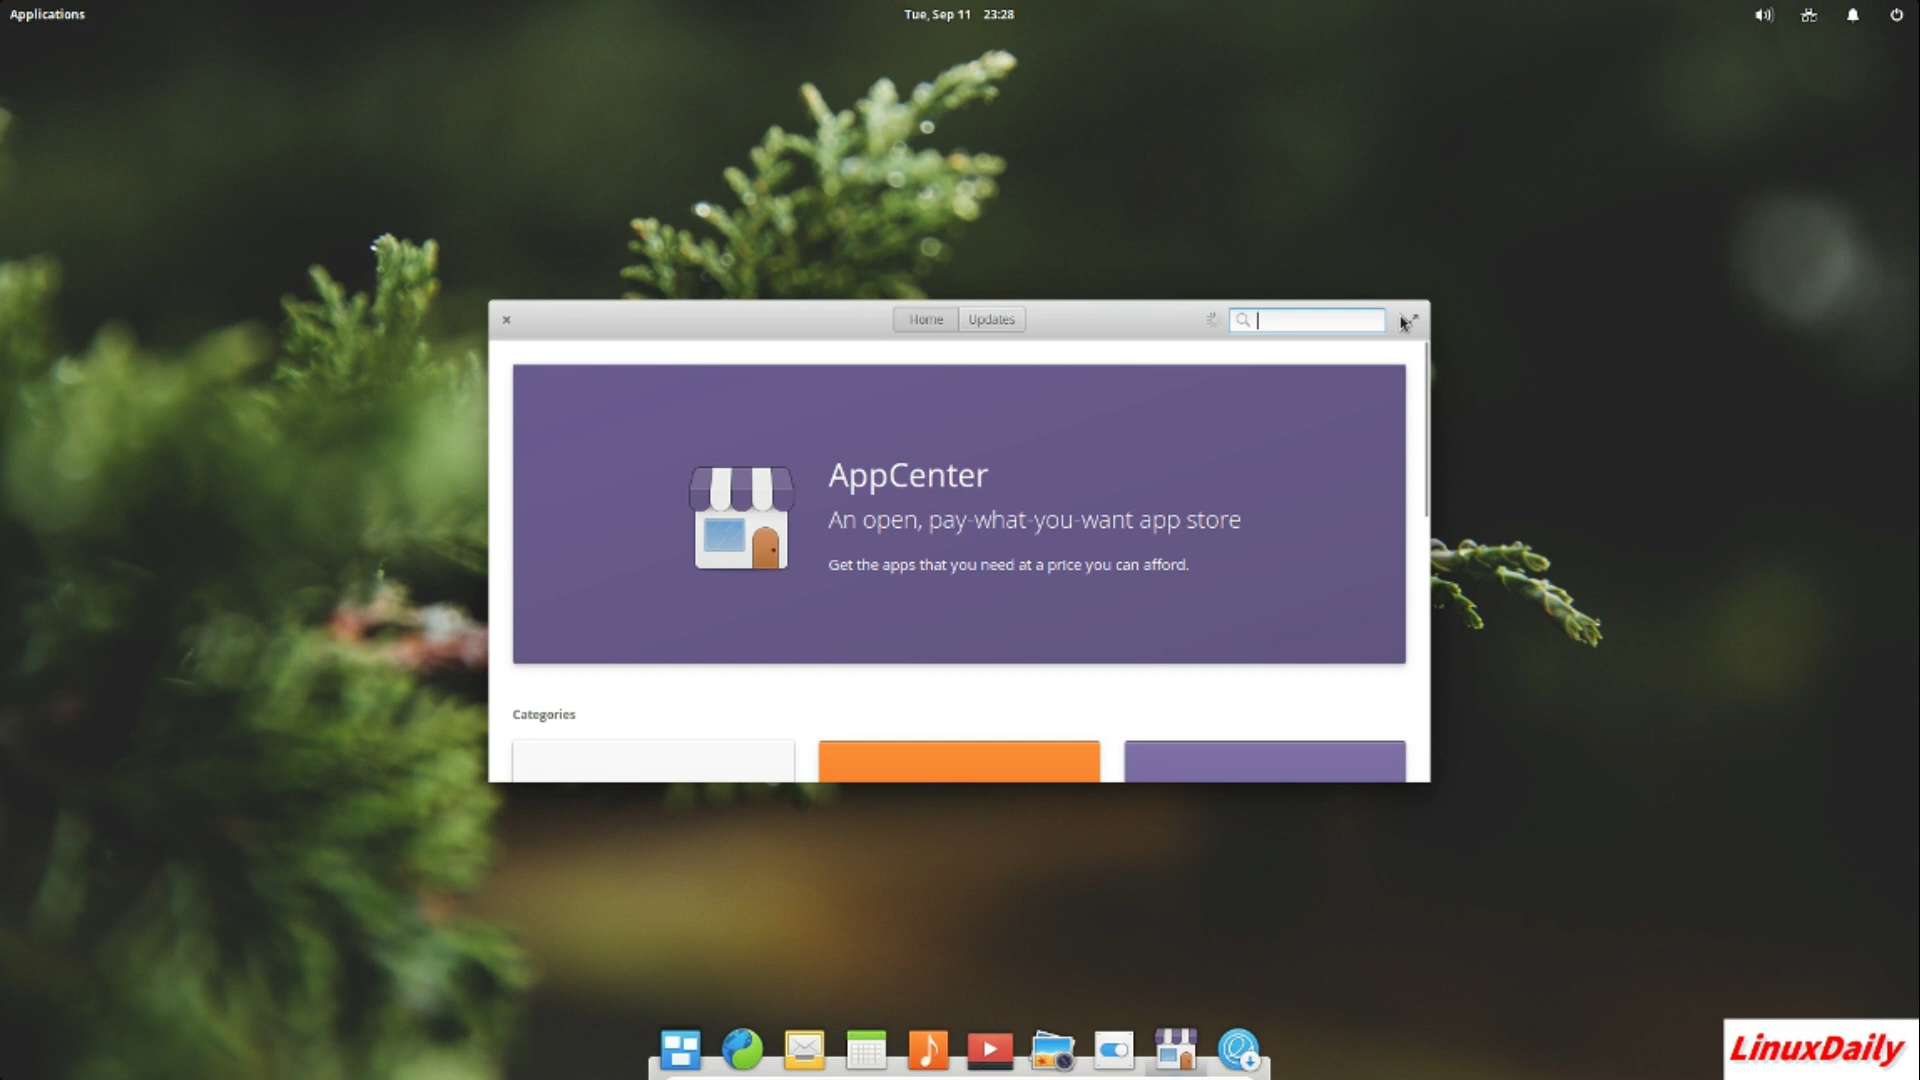 Applications
Tue, Sep 11 23:28
Home
Updates
AppCenter
An open, pay-what-you-want app store
Get the apps that you need at a price you can afford.
Categories
LinuxDaily